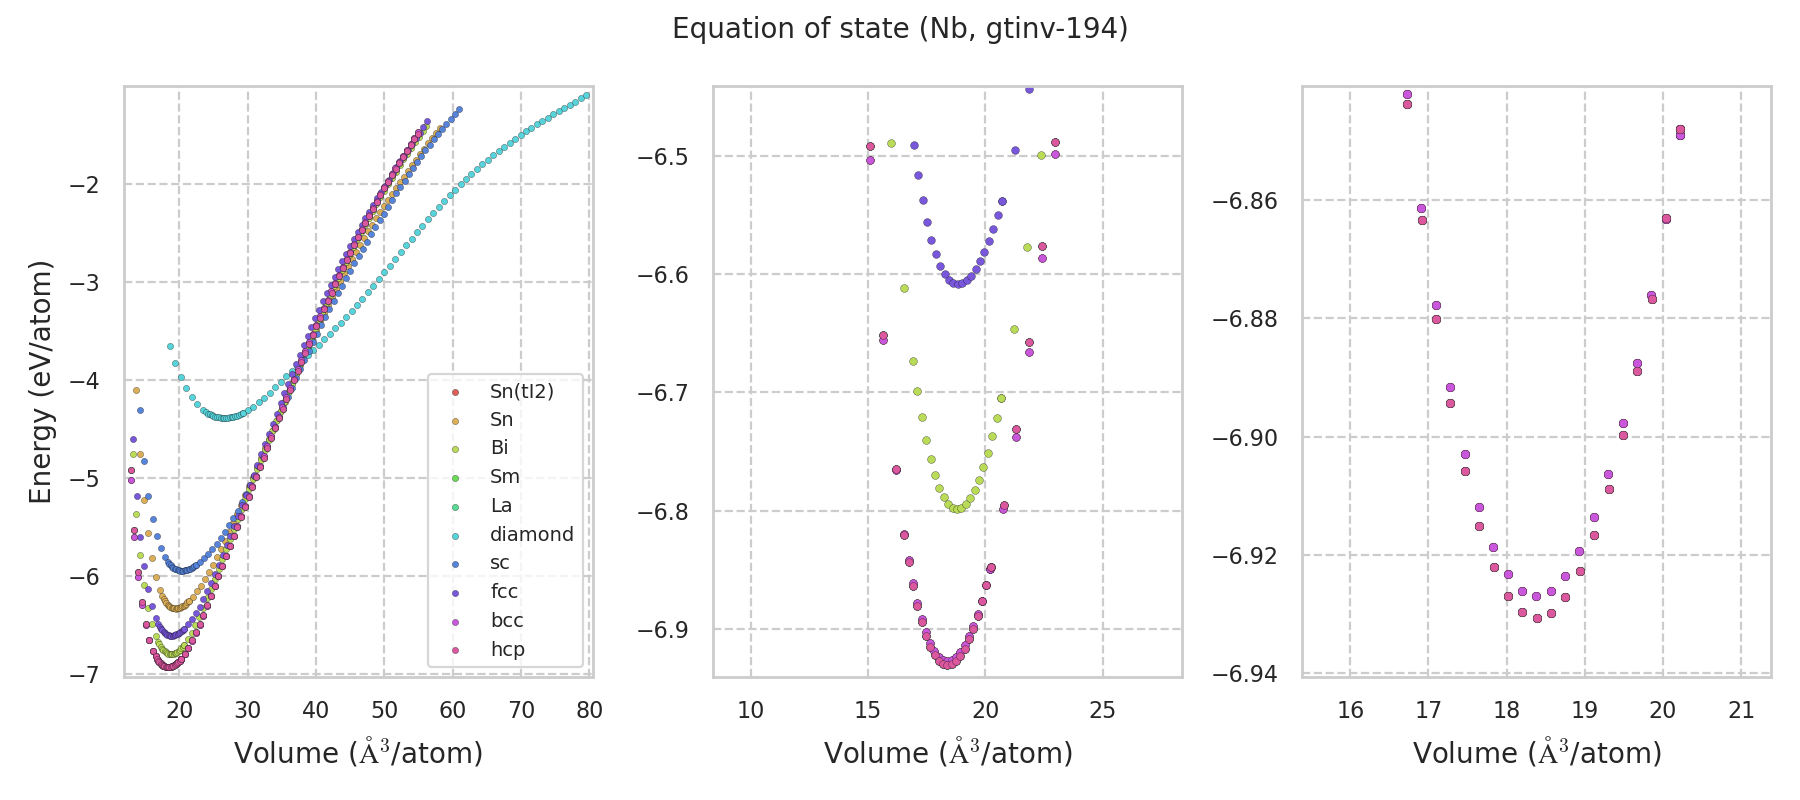 Equation of state (Nb, gtinv-194)
Energy (eV/atom)
−2
−3
−4
−5
−6
−7
20 30 40 50 60 70 80
Volume (Å³/atom)
Sn(tI2)
Sn
Bi
Sm
La
diamond
sc
fcc
bcc
hcp
−6.5
−6.6
−6.7
−6.8
−6.9
10 15 20 25
Volume (Å³/atom)
−6.86
−6.88
−6.90
−6.92
−6.94
16 17 18 19 20 21
Volume (Å³/atom)